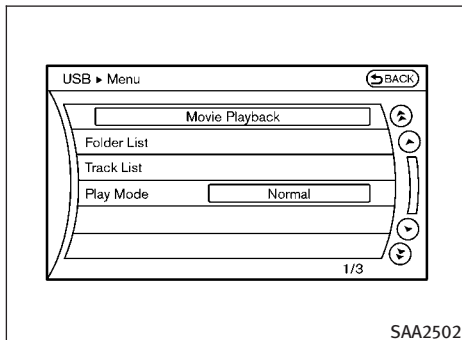 USB ▸ Menu BACK
Movie Playback
Folder List
Track List
Play Mode Normal
1/3
SAA2502